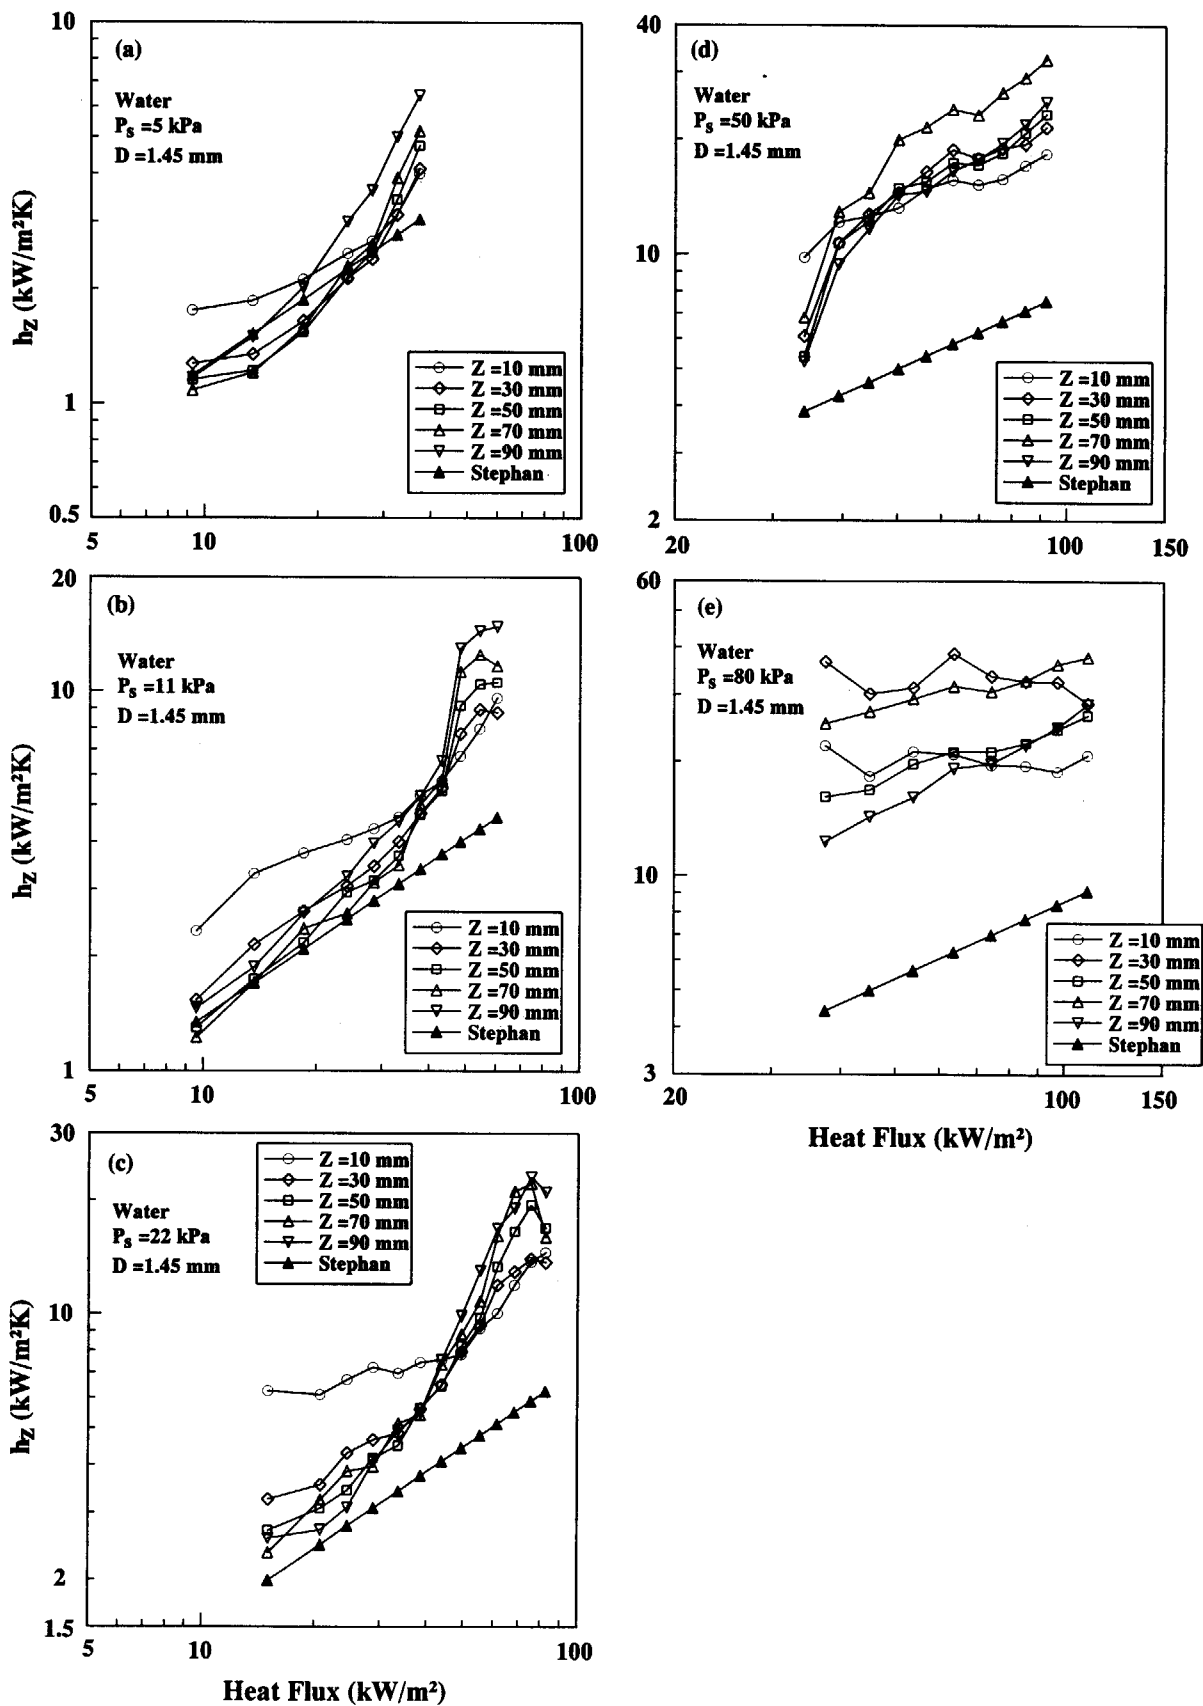 10
(a)
Water
P_s =5 kPa
D =1.45 mm
h_Z (kW/m²K)
1
0.5
5
10
100
Z =10 mm
Z =30 mm
Z =50 mm
Z =70 mm
Z =90 mm
Stephan
20
(b)
Water
P_s =11 kPa
D =1.45 mm
h_Z (kW/m²K)
10
1
5
10
100
Z =10 mm
Z =30 mm
Z =50 mm
Z =70 mm
Z =90 mm
Stephan
30
(c)
Water
P_s =22 kPa
D =1.45 mm
h_Z (kW/m²K)
10
2
1.5
5
10
100
Z =10 mm
Z =30 mm
Z =50 mm
Z =70 mm
Z =90 mm
Stephan
Heat Flux (kW/m²)
40
(d)
Water
P_s =50 kPa
D =1.45 mm
10
2
20
100
150
Z =10 mm
Z =30 mm
Z =50 mm
Z =70 mm
Z =90 mm
Stephan
60
(e)
Water
P_s =80 kPa
D =1.45 mm
10
3
20
100
150
Z =10 mm
Z =30 mm
Z =50 mm
Z =70 mm
Z =90 mm
Stephan
Heat Flux (kW/m²)